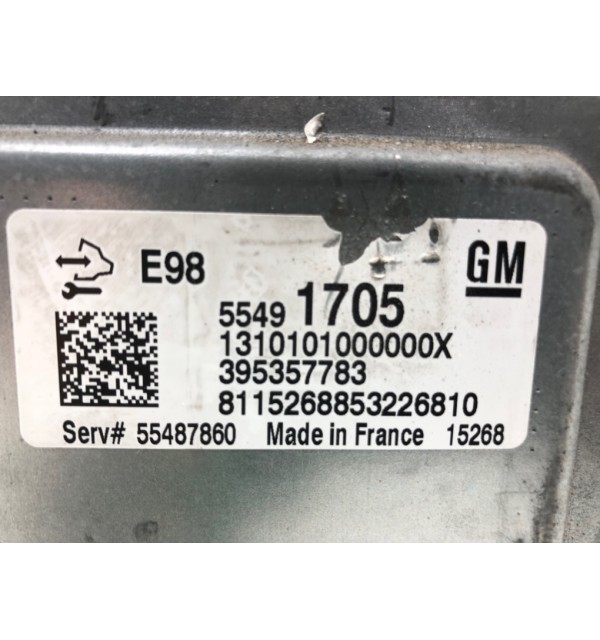 E98
GM
5549 1705
1310101000000X
395357783
8115268853226810
Serv# 55487860 Made in France 15268